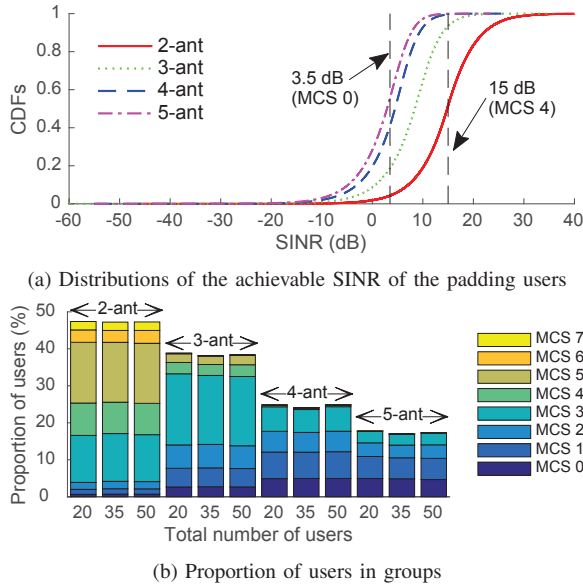 1
0.8
0.6
0.4
0.2
0
CDFs
2-ant
3-ant
4-ant
5-ant
3.5 dB
(MCS 0)
15 dB
(MCS 4)
-60 -50 -40 -30 -20 -10 0 10 20 30 40
SINR (dB)
(a) Distributions of the achievable SINR of the padding users
50
40
30
20
10
0
Proportion of users (%)
2-ant
3-ant
4-ant
5-ant
MCS 7
MCS 6
MCS 5
MCS 4
MCS 3
MCS 2
MCS 1
MCS 0
20 35 50 20 35 50 20 35 50 20 35 50
Total number of users
(b) Proportion of users in groups